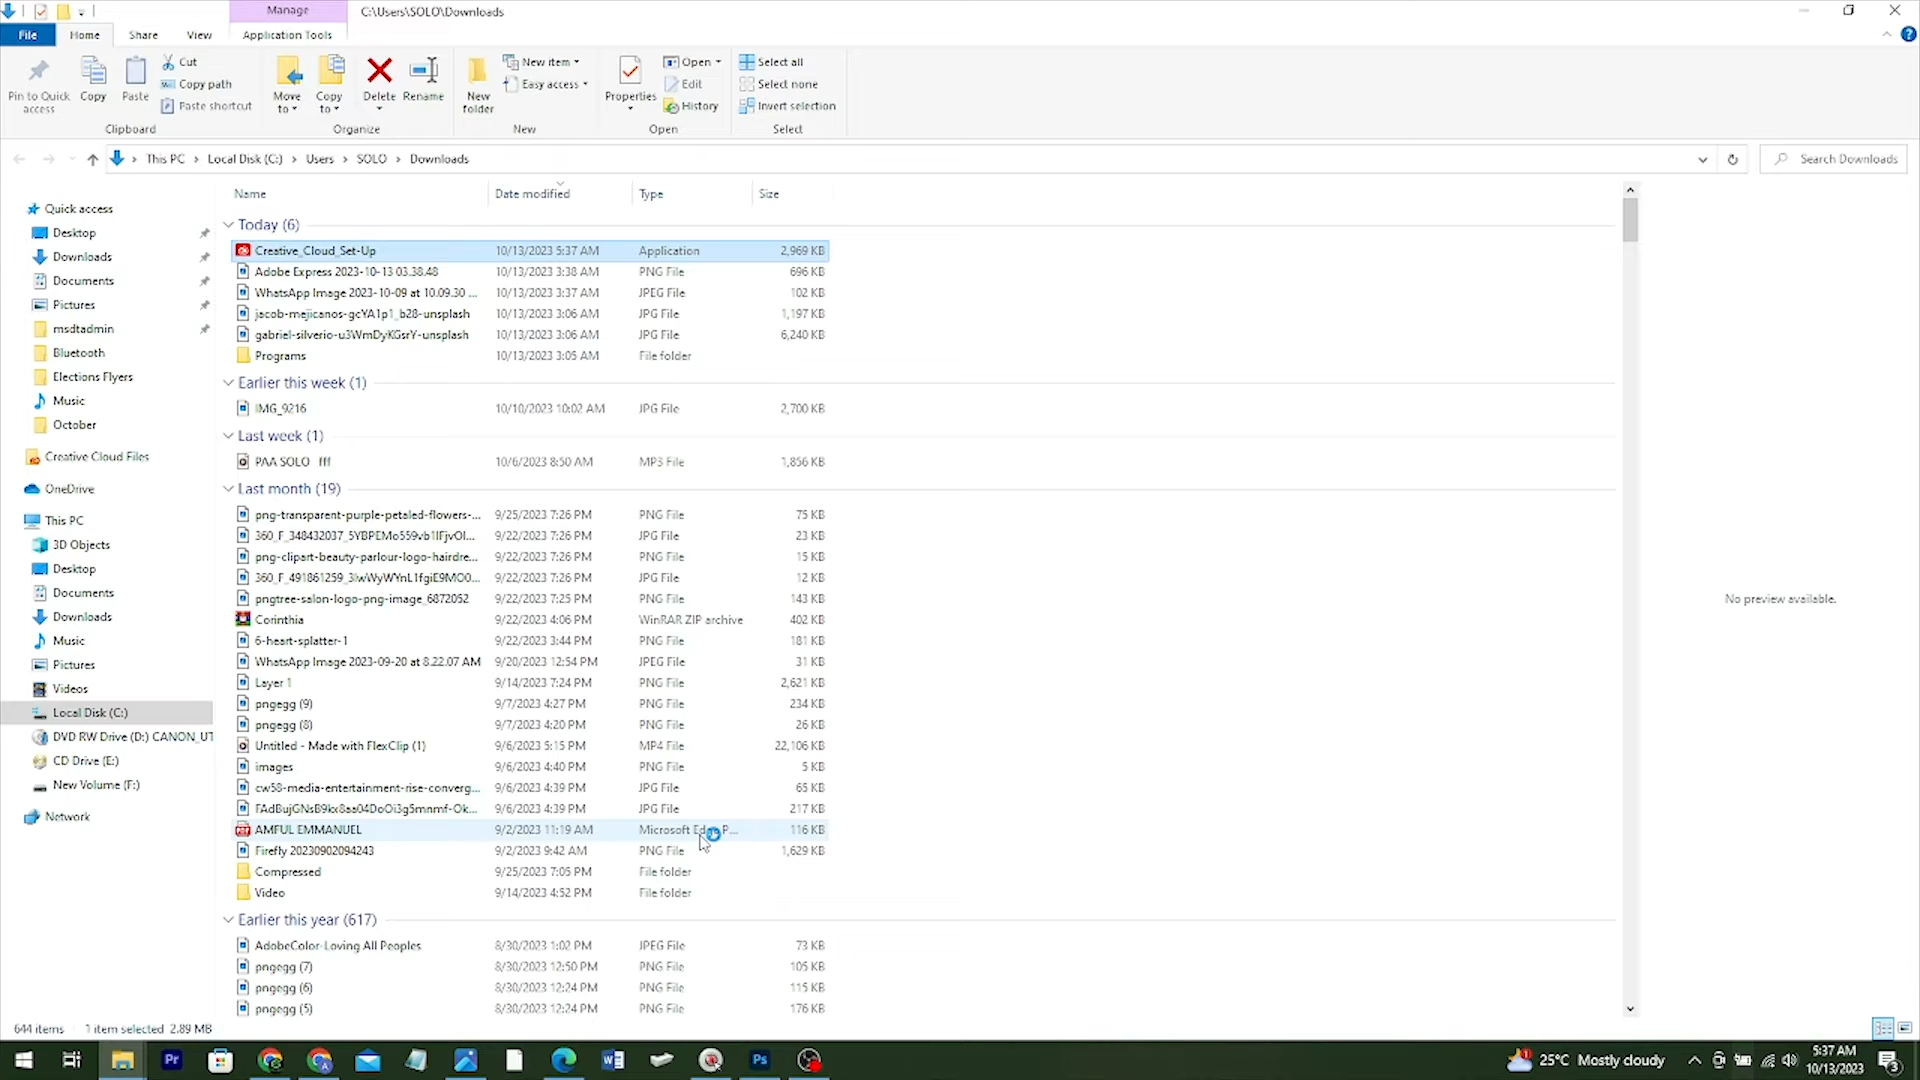 Manage
C:\Users\SOLO\Downloads
File
Home
Share
View
Application Tools
Pin to Quick access
Copy
Paste
Cut
Copy path
Paste shortcut
Clipboard
Move to
Copy to
Delete
Rename
Organize
New folder
New item
Easy access
New
Properties
Open
Edit
History
Open
Select all
Select none
Invert selection
Select
This PC
Local Disk (C:)
Users
SOLO
Downloads
Search Downloads
Quick access
Desktop
Downloads
Documents
Pictures
msdtadmin
Bluetooth
Elections Flyers
Music
October
Creative Cloud Files
OneDrive
This PC
3D Objects
Desktop
Documents
Downloads
Music
Pictures
Videos
Local Disk (C:)
DVD RW Drive (D:) CANON_UT
CD Drive (E:)
New Volume (F:)
Network
Name Date modified Type Size
Today (6)
Creative_Cloud_Set-Up 10/13/2023 5:37 AM Application 2,969 KB
Adobe Express 2023-10-13 03.38.48 10/13/2023 3:38 AM PNG File 696 KB
WhatsApp Image 2023-10-09 at 10.09.30 ... 10/13/2023 3:37 AM JPEG File 102 KB
jacob-mejicanos-gcYA1p1_b28-unsplash 10/13/2023 3:06 AM JPG File 1,197 KB
gabriel-silverio-u3WmDyKGsrY-unsplash 10/13/2023 3:06 AM JPG File 6,240 KB
Programs 10/13/2023 3:05 AM File folder
Earlier this week (1)
IMG_9216 10/10/2023 10:02 AM JPG File 2,700 KB
Last week (1)
PAA SOLO fff 10/6/2023 8:50 AM MP3 File 1,856 KB
Last month (19)
png-transparent-purple-petaled-flowers-... 9/25/2023 7:26 PM PNG File 75 KB
9/22/2023 7:26 PM JPG File 23 KB
png-clipart-beauty-parlour-logo-hairdre... 9/22/2023 7:26 PM PNG File 15 KB
9/22/2023 7:26 PM JPG File 12 KB
pngtree-salon-logo-png-image_6872052 9/22/2023 7:25 PM PNG File 143 KB
Corinthia 9/22/2023 4:06 PM WinRAR ZIP archive 402 KB
6-heart-splatter-1 9/22/2023 3:44 PM PNG File 181 KB
WhatsApp Image 2023-09-20 at 8.22.07 AM 9/20/2023 12:54 PM JPEG File 31 KB
Layer 1 9/14/2023 7:24 PM PNG File 2,621 KB
pngegg (9) 9/7/2023 4:27 PM PNG File 234 KB
pngegg (8) 9/7/2023 4:20 PM PNG File 26 KB
Untitled - Made with FlexClip (1) 9/6/2023 5:15 PM MP4 File 22,106 KB
images 9/6/2023 4:40 PM PNG File 5 KB
cw58-media-entertainment-rise-converg... 9/6/2023 4:39 PM JPG File 65 KB
9/6/2023 4:39 PM JPG File 217 KB
AMFUL EMMANUEL 9/2/2023 11:19 AM Microsoft Edge P... 116 KB
Firefly 20230902094243 9/2/2023 9:42 AM PNG File 1,629 KB
Compressed 9/25/2023 7:05 PM File folder
Video 9/14/2023 4:52 PM File folder
Earlier this year (617)
AdobeColor-Loving All Peoples 8/30/2023 1:02 PM JPEG File 73 KB
pngegg (7) 8/30/2023 12:50 PM PNG File 105 KB
pngegg (6) 8/30/2023 12:24 PM PNG File 115 KB
pngegg (5) 8/30/2023 12:24 PM PNG File 176 KB
No preview available.
644 items 1 item selected 2.89 MB
Pr
Ps
25°C Mostly cloudy
5:37 AM
10/13/2023
3